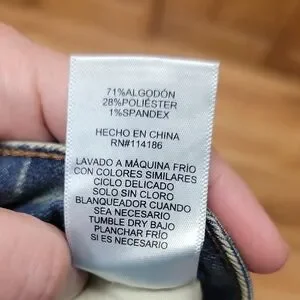 71%ALGODÓN
28%POLIÉSTER
1%SPANDEX
HECHO EN CHINA
RN#114186
LAVADO A MÁQUINA FRÍO
CON COLORES SIMILARES
CICLO DELICADO
SOLO SIN CLORO
BLANQUEADOR CUANDO
SEA NECESARIO
TUMBLE DRY BAJO
PLANCHAR FRÍO
SI ES NECESARIO